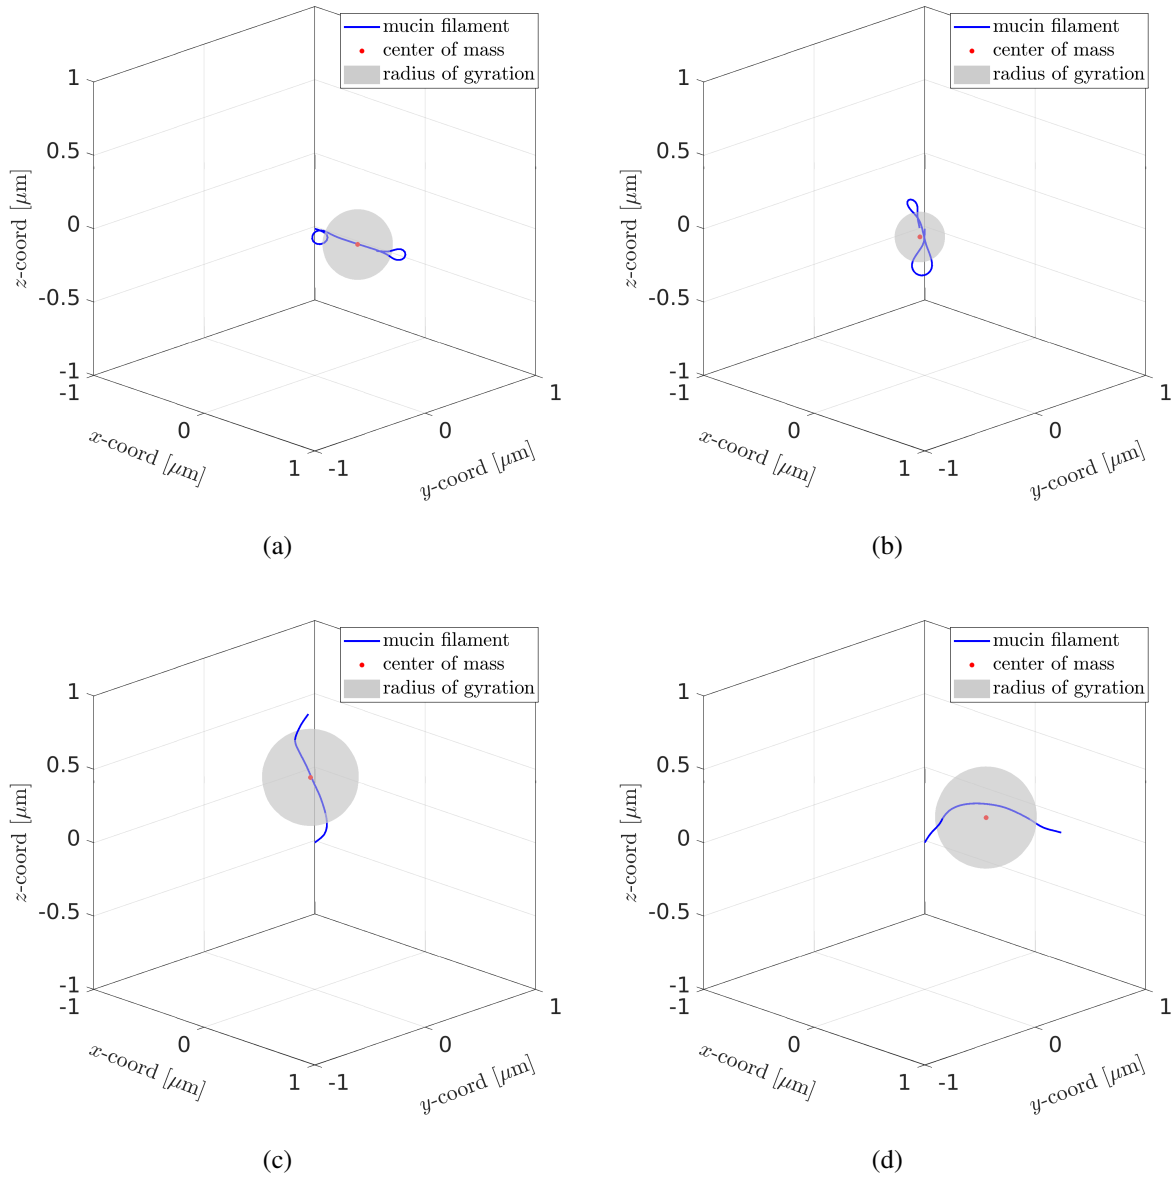 mucin filament
center of mass
radius of gyration
1
0.5
0
-0.5
-1
z-coord [μm]
-1
0
1
x-coord [μm]
-1
0
1
y-coord [μm]
(a)
mucin filament
center of mass
radius of gyration
1
0.5
0
-0.5
-1
z-coord [μm]
-1
0
1
x-coord [μm]
-1
0
1
y-coord [μm]
(b)
mucin filament
center of mass
radius of gyration
1
0.5
0
-0.5
-1
z-coord [μm]
-1
0
1
x-coord [μm]
-1
0
1
y-coord [μm]
(c)
mucin filament
center of mass
radius of gyration
1
0.5
0
-0.5
-1
z-coord [μm]
-1
0
1
x-coord [μm]
-1
0
1
y-coord [μm]
(d)